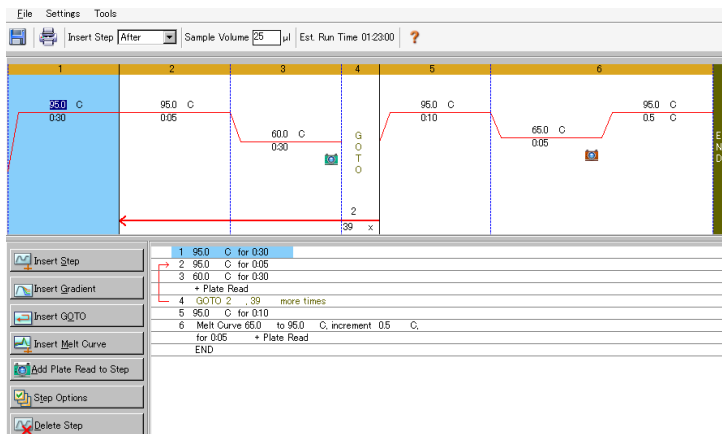 File Settings Tools
Insert Step After Sample Volume 25 µl Est. Run Time 01:23:00 ?
1 2 3 4 5 6
95.0 C 95.0 C 95.0 C 95.0 C
0:30 0:05 0:10 0.5 C
60.0 C 65.0 C
0:30 0:05
GOTO
END
2
39 x
Insert Step
Insert Gradient
Insert GOTO
Insert Melt Curve
Add Plate Read to Step
Step Options
Delete Step
1 95.0 C for 0:30
2 95.0 C for 0:05
3 60.0 C for 0:30
+ Plate Read
4 GOTO 2 , 39 more times
5 95.0 C for 0:10
6 Melt Curve 65.0 to 95.0 C, increment 0.5 C,
for 0:05 + Plate Read
END